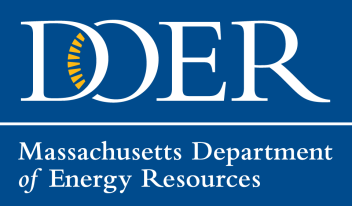 DOER
Massachusetts Department
of Energy Resources